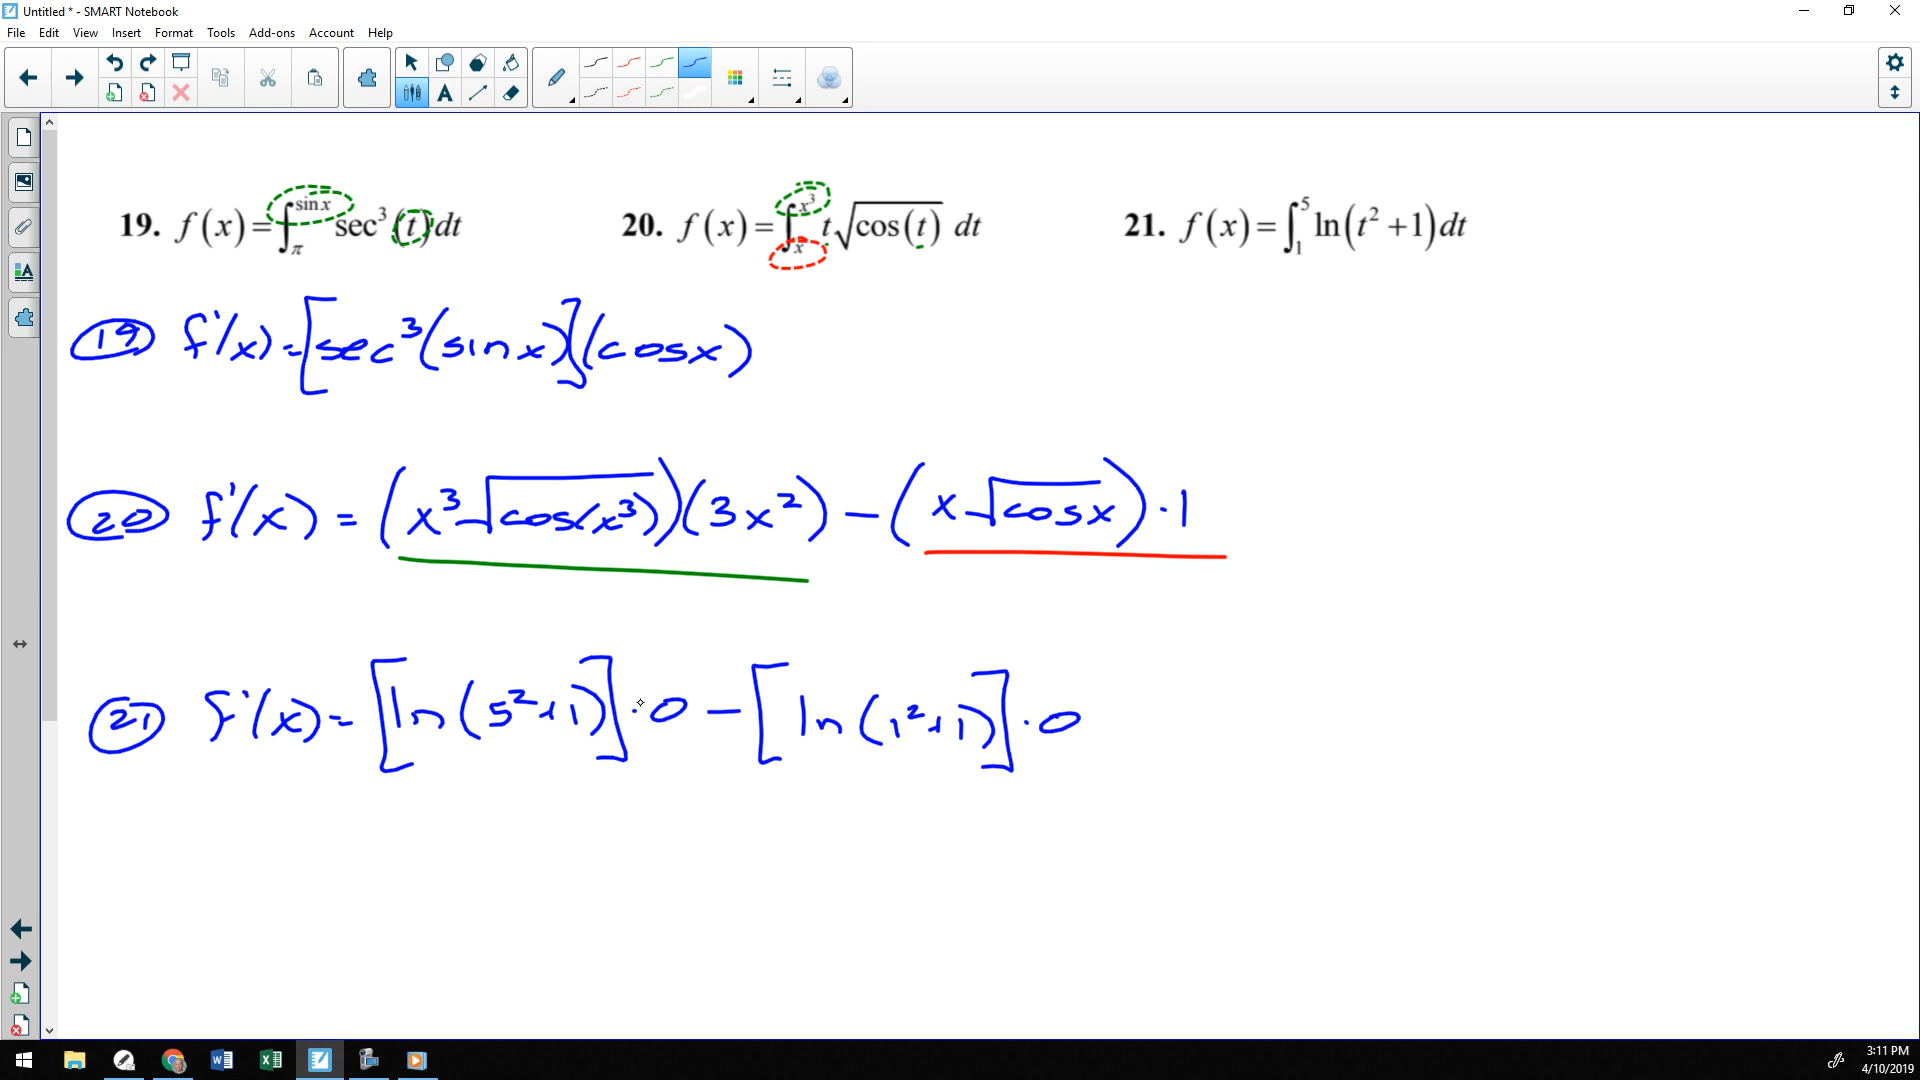 Untitled * - SMART Notebook
File Edit View Insert Format Tools Add-ons Account Help
19. f(x)=∫_π^{sin x} sec³(t)dt 20. f(x)=∫_x^{x³} t√cos(t) dt 21. f(x)=∫_1^5 ln(t²+1)dt
19 f'(x)=[sec³(sin x)](cos x)
20 f'(x) = (x³√cos(x³))(3x²) − (x√cos x)·1
21 f'(x)= [ln(5²+1)]·0 − [ln(1²+1)]·0
3:11 PM
4/10/2019